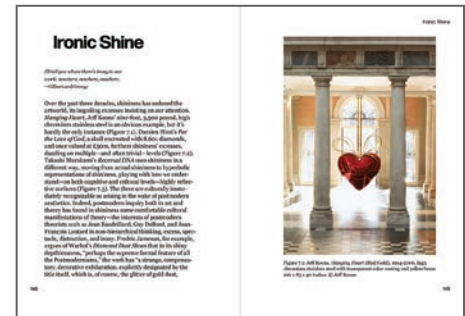 Ironic Shine
Ironic Shine
I'll tell you where there's irony in our
work: nowhere, nowhere, nowhere.
—Gilbert and George
Over the past three decades, shininess has ushered the
artworld, its beguiling excesses insisting on our attention.
Hanging Heart, Jeff Koons' nine-foot, 3,500 pound, high
chromium stainless steel is an obvious example, but it's
hardly the only instance (Figure 7.1). Damien Hirst's For
the Love of God, a skull encrusted with 8,601 diamonds,
and once valued at £50m, furthers shininess' excesses,
dazzling on multiple—and often trivial—levels (Figure 7.2).
Takashi Murakami's Reversal DNA uses shininess in a
different way, moving from actual shininess to hyperbolic
representations of shininess, playing with how we under-
stand—on both cognitive and cultural levels—highly reflec-
tive surfaces (Figure 7.3). The three are culturally imme-
diately recognizable as arising in the wake of postmodern
aesthetics. Indeed, postmodern inquiry both in art and
theory has found in shininess some comfortable cultural
manifestations of theory—the interests of postmodern
theorists such as Jean Baudrillard, Guy Debord, and Jean-
François Lyotard in non-hierarchical thinking, excess, spec-
tacle, distraction, and irony. Fredric Jameson, for example,
argues of Warhol's Diamond Dust Shoes that in its shiny
depthlessness, "perhaps the supreme formal feature of all
the Postmodernisms," the work has "a strange, compensa-
tory, decorative exhilaration, explicitly designated by the
title itself, which is, of course, the glitter of gold dust,
Figure 7.1: Jeff Koons, Hanging Heart (Red/Gold), 1994-2006, high
chromium stainless steel with transparent color coating and yellow brass